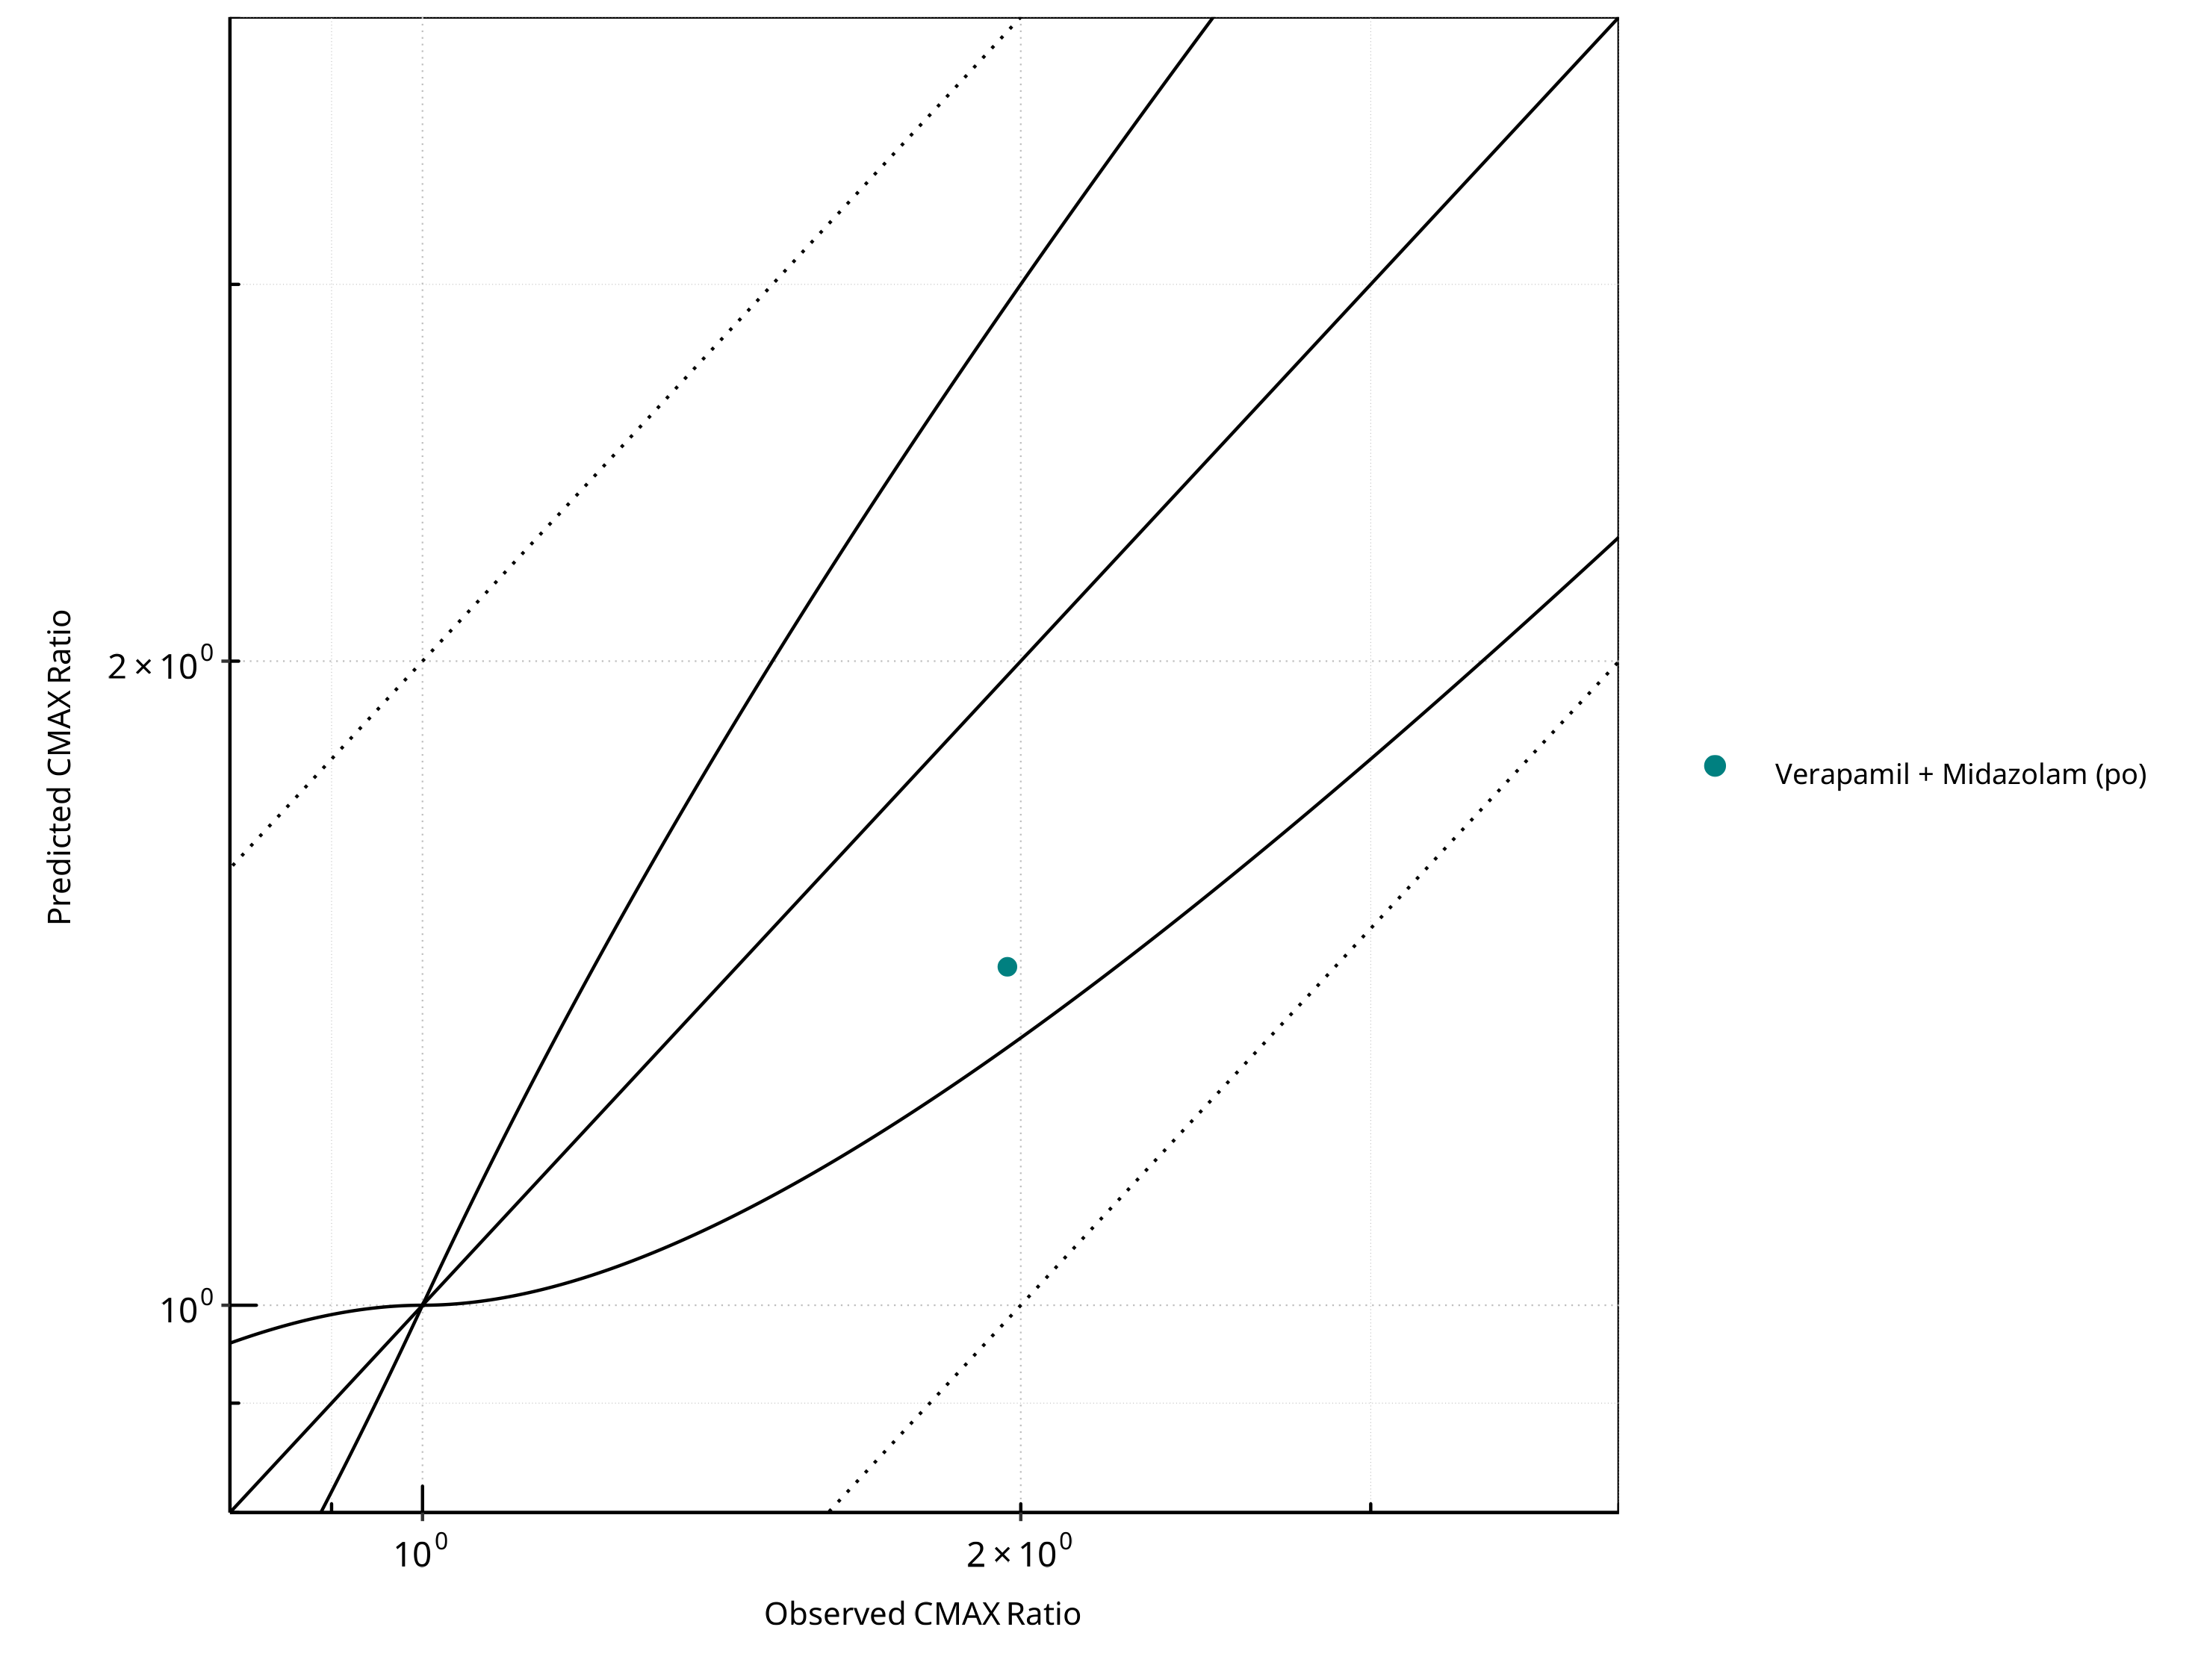 Predicted CMAX Ratio
2 × 10⁰
10⁰
10⁰
2 × 10⁰
Observed CMAX Ratio
Verapamil + Midazolam (po)